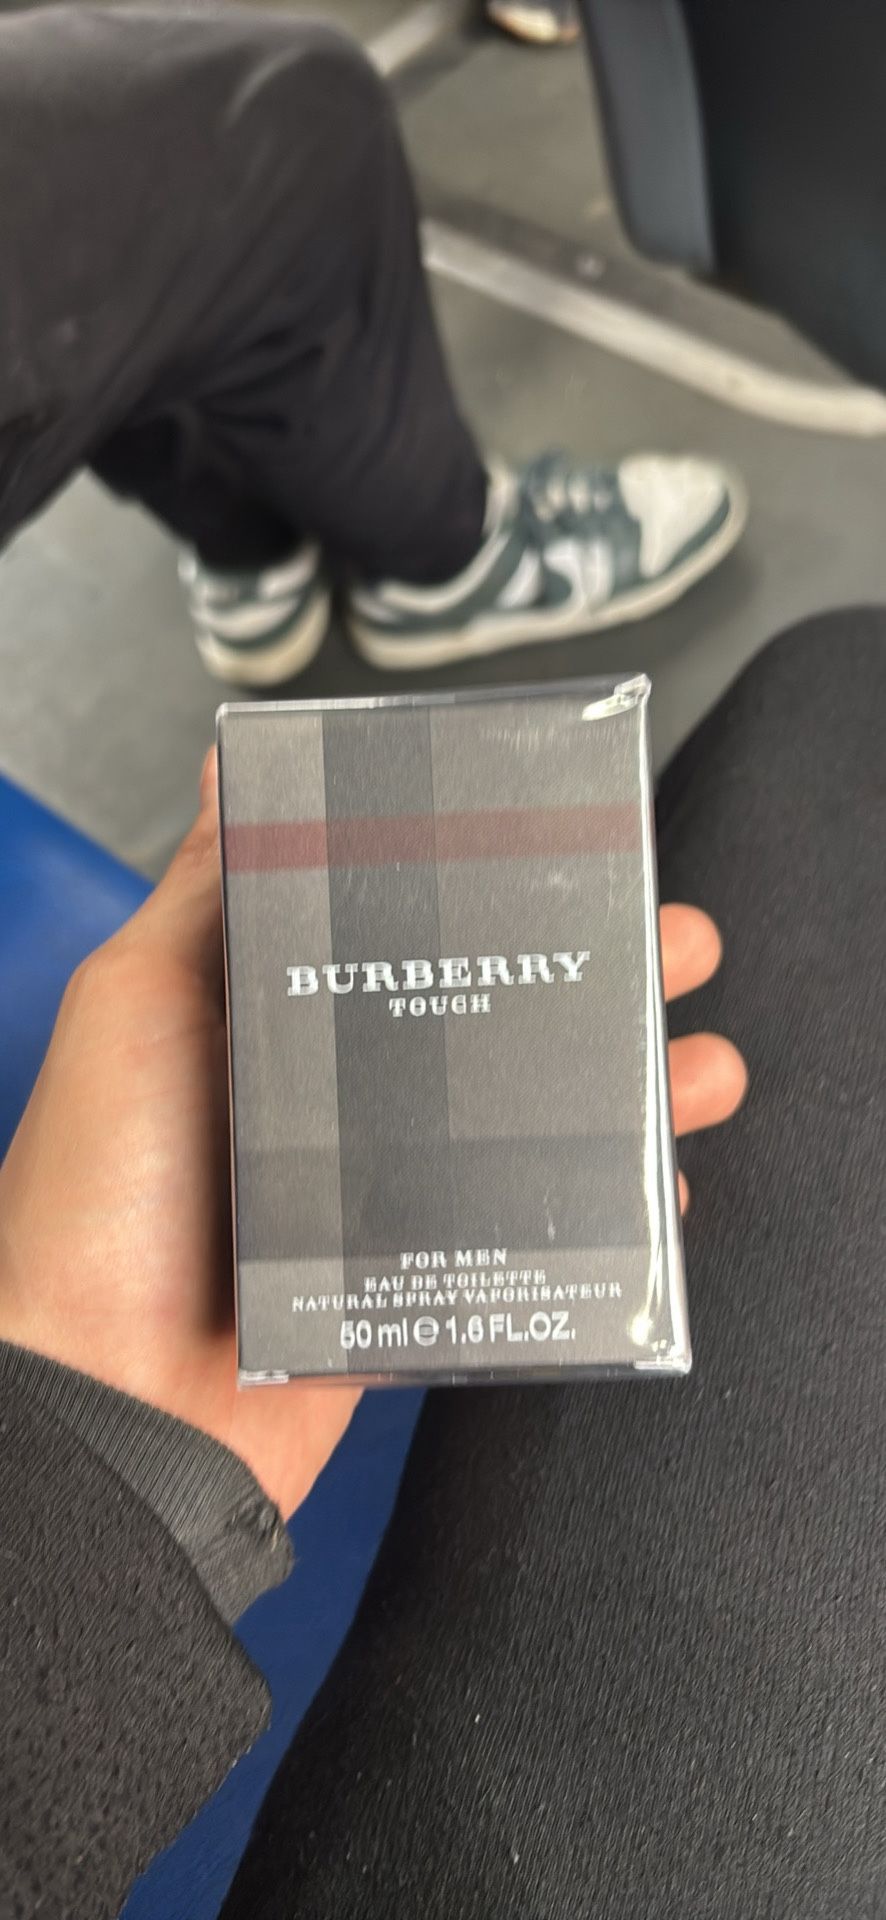 BURBERRY
TOUCH
FOR MEN
EAU DE TOILETTE
NATURAL SPRAY VAPORISATEUR
50 ml ℮ 1.6 FL.OZ.